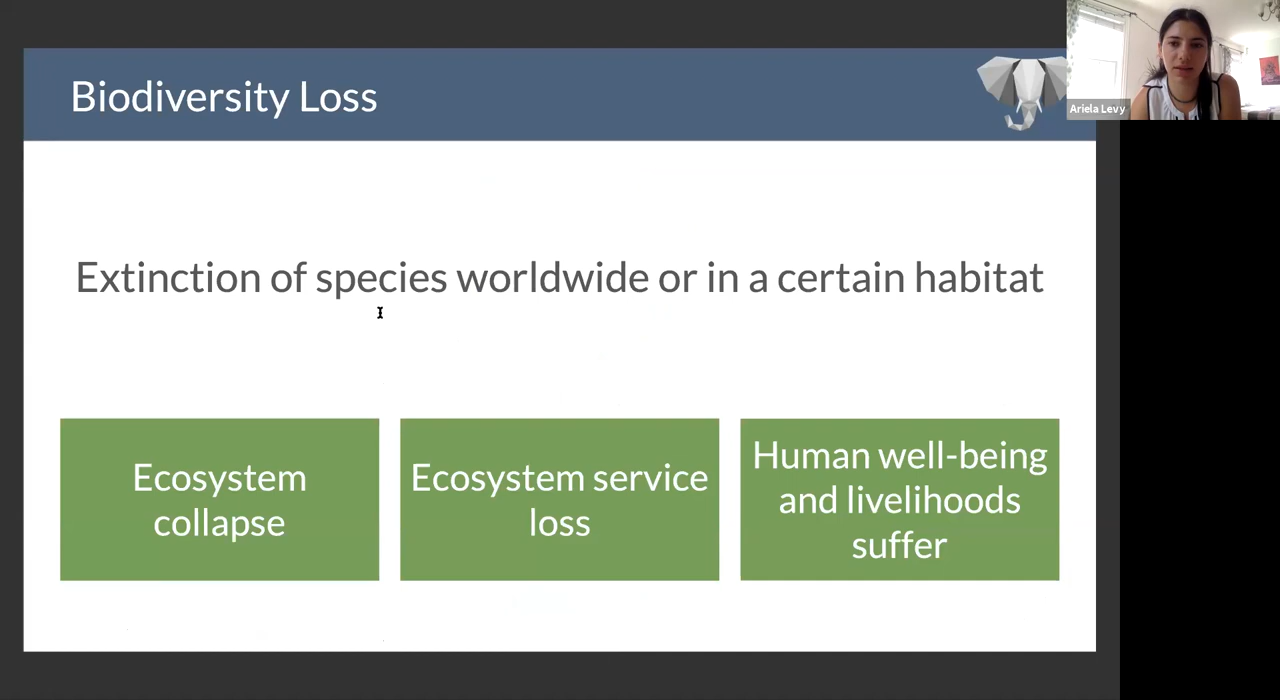 Biodiversity Loss
Ariela Levy
Extinction of species worldwide or in a certain habitat
Ecosystem
collapse
Ecosystem service
loss
Human well-being
and livelihoods
suffer